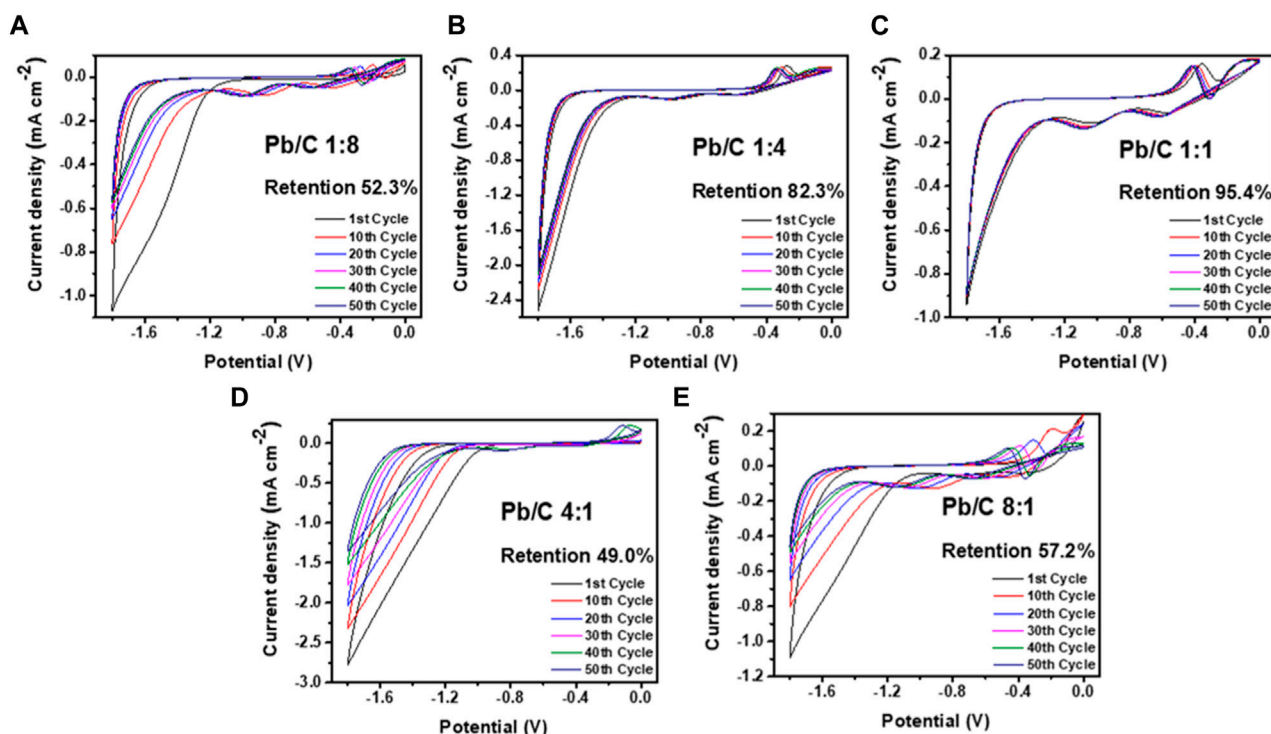 A
Current density (mA cm-2)
0.0
-0.2
-0.4
-0.6
-0.8
-1.0
Pb/C 1:8
Retention 52.3%
1st Cycle
10th Cycle
20th Cycle
30th Cycle
40th Cycle
50th Cycle
-1.6 -1.2 -0.8 -0.4 0.0
Potential (V)
B
Current density (mA cm-2)
0.4
0.0
-0.4
-0.8
-1.2
-1.6
-2.0
-2.4
Pb/C 1:4
Retention 82.3%
1st Cycle
10th Cycle
20th Cycle
30th Cycle
40th Cycle
50th Cycle
-1.6 -1.2 -0.8 -0.4 0.0
Potential (V)
C
Current density (mA cm-2)
0.2
0.0
-0.2
-0.4
-0.6
-0.8
-1.0
Pb/C 1:1
Retention 95.4%
1st Cycle
10th Cycle
20th Cycle
30th Cycle
40th Cycle
50th Cycle
-1.6 -1.2 -0.8 -0.4 0.0
Potential (V)
D
Current density (mA cm-2)
0.0
-0.5
-1.0
-1.5
-2.0
-2.5
-3.0
Pb/C 4:1
Retention 49.0%
1st Cycle
10th Cycle
20th Cycle
30th Cycle
40th Cycle
50th Cycle
-1.6 -1.2 -0.8 -0.4 0.0
Potential (V)
E
Current density (mA cm-2)
0.2
0.0
-0.2
-0.4
-0.6
-0.8
-1.0
-1.2
Pb/C 8:1
Retention 57.2%
1st Cycle
10th Cycle
20th Cycle
30th Cycle
40th Cycle
50th Cycle
-1.6 -1.2 -0.8 -0.4 0.0
Potential (V)